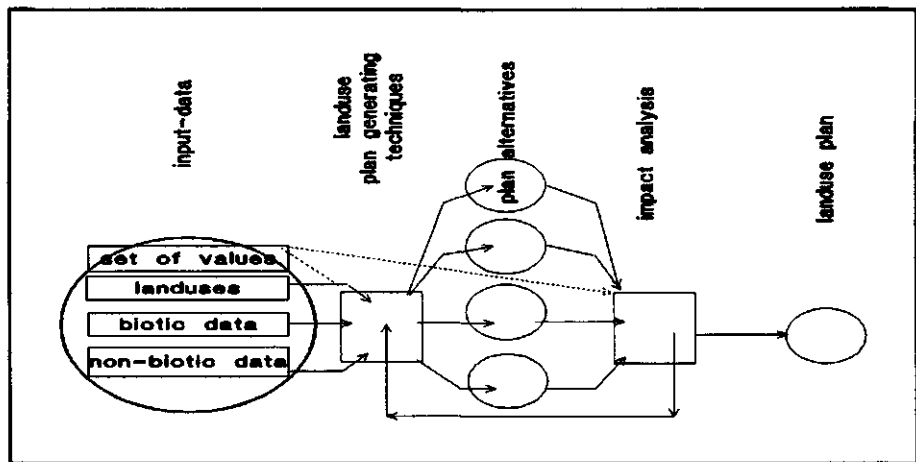 input-data
landuse
plan generating
techniques
plan alternatives
impact analysis
landuse plan
set of values
landuses
biotic data
non-biotic data